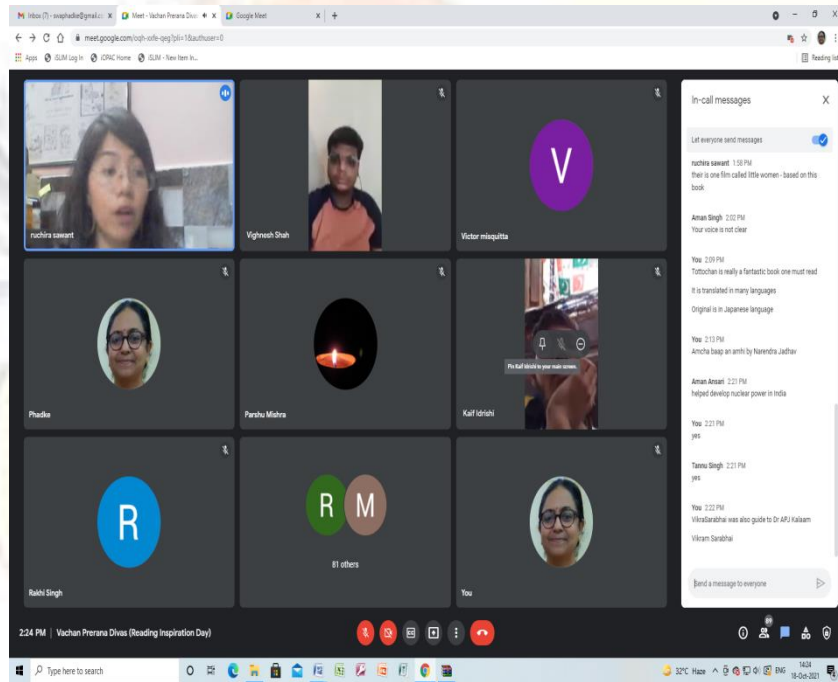 Inbox (7) - swaphadke@gmail.co
Meet - Vachan Prerana Divas
Google Meet
meet.google.com/oqh-xxfe-qeg?pli=1&authuser=0
Apps
iSLIM Log In
iOPAC Home
iSLIM - New Item In...
Reading list
ruchira sawant
Vighnesh Shah
V
Victor misquitta
Phadke
Parshu Mishra
Pin Kaif Idrishi to your main screen.
Kaif Idrishi
R
Rakhi Singh
R M
81 others
You
In-call messages
Let everyone send messages
ruchira sawant 1:58 PM
their is one film called little women - based on this
book
Aman Singh 2:02 PM
Your voice is not clear
You 2:09 PM
Tottochan is really a fantastic book one must read
It is translated in many languages
Original is in Japanese language
You 2:13 PM
Amcha baap an amhi by Narendra Jadhav
Aman Ansari 2:21 PM
helped develop nuclear power in India
You 2:21 PM
yes
Tannu Singh 2:21 PM
yes
You 2:22 PM
VikraSarabhai was also guide to Dr APJ Kalaam
Vikram Sarabhai
Send a message to everyone
2:24 PM | Vachan Prerana Divas (Reading Inspiration Day)
89
Type here to search
32°C Haze
ENG
14:24
18-Oct-2021